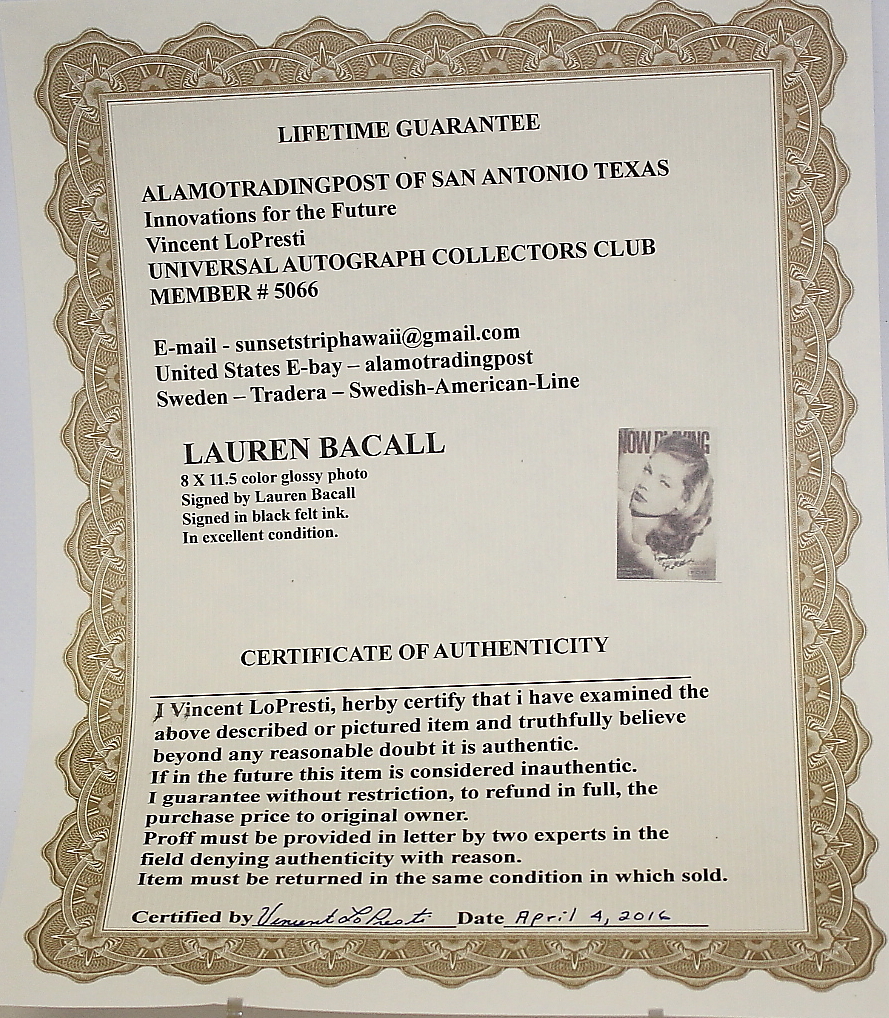 LIFETIME GUARANTEE
ALAMOTRADINGPOST OF SAN ANTONIO TEXAS
Innovations for the Future
Vincent LoPresti
UNIVERSAL AUTOGRAPH COLLECTORS CLUB
MEMBER # 5066
E-mail - sunsetstriphawaii@gmail.com
United States E-bay – alamotradingpost
Sweden – Tradera – Swedish-American-Line
LAUREN BACALL
8 X 11.5 color glossy photo
Signed by Lauren Bacall
Signed in black felt ink.
In excellent condition.
NOW
CERTIFICATE OF AUTHENTICITY
I Vincent LoPresti, herby certify that i have examined the
above described or pictured item and truthfully believe
beyond any reasonable doubt it is authentic.
If in the future this item is considered inauthentic.
I guarantee without restriction, to refund in full, the
purchase price to original owner.
Proff must be provided in letter by two experts in the
field denying authenticity with reason.
Item must be returned in the same condition in which sold.
Certified by Vincent LoPresti Date April 4, 2016